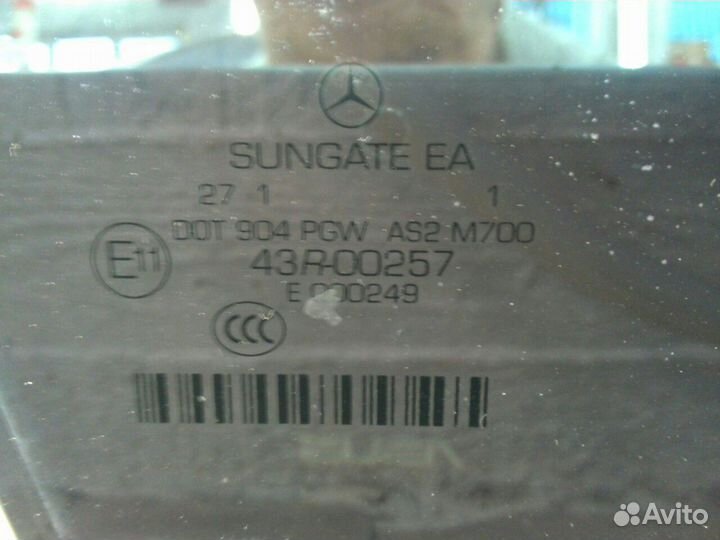 SUNGATE EA
27 1 1
DOT 904 PGW AS2 M700
E11
43R-00257
E 000249
CCC
Avito